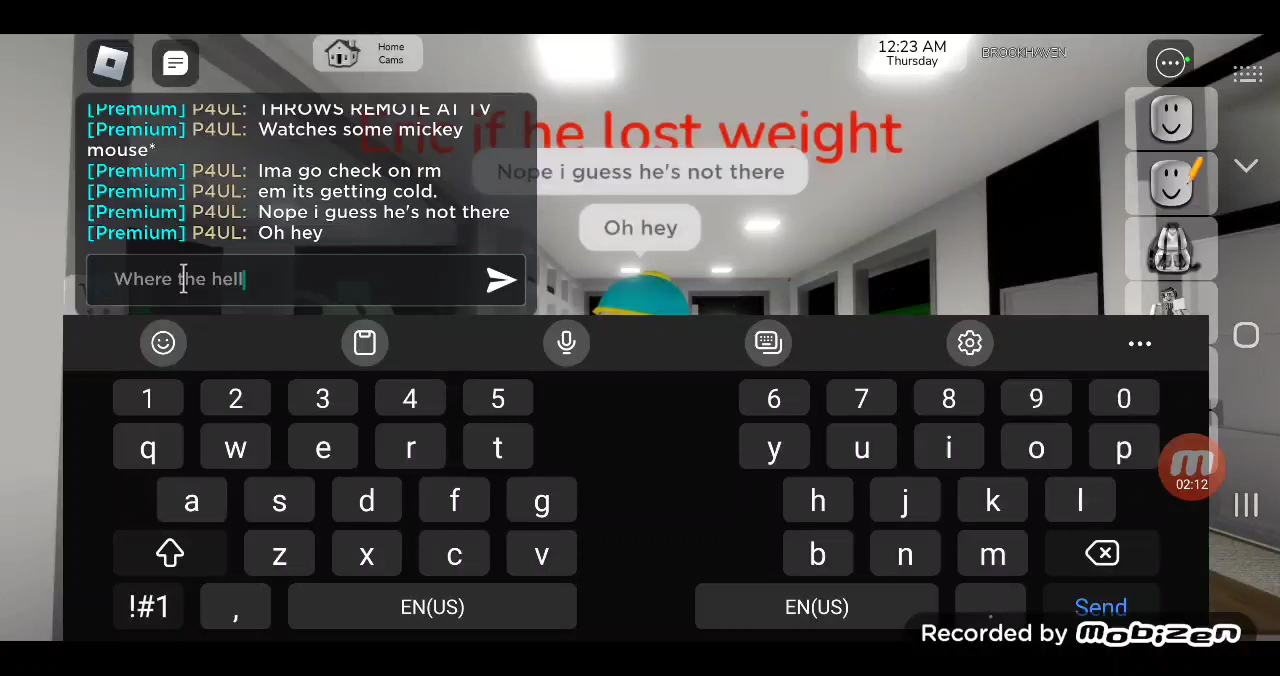 Home
Cams
12:23 AM
Thursday
BROOKHAVEN
[Premium] P4UL: THROWS REMOTE AT TV
[Premium] P4UL: Watches some mickey
mouse*
[Premium] P4UL: Ima go check on rm
[Premium] P4UL: em its getting cold.
[Premium] P4UL: Nope i guess he's not there
[Premium] P4UL: Oh hey
Eric if he lost weight
Nope i guess he's not there
Oh hey
Where the hell
1 2 3 4 5 6 7 8 9 0
q w e r t y u i o p
a s d f g h j k l
z x c v b n m
!#1 , EN(US) EN(US) . Send
02:12
Recorded by mobizen